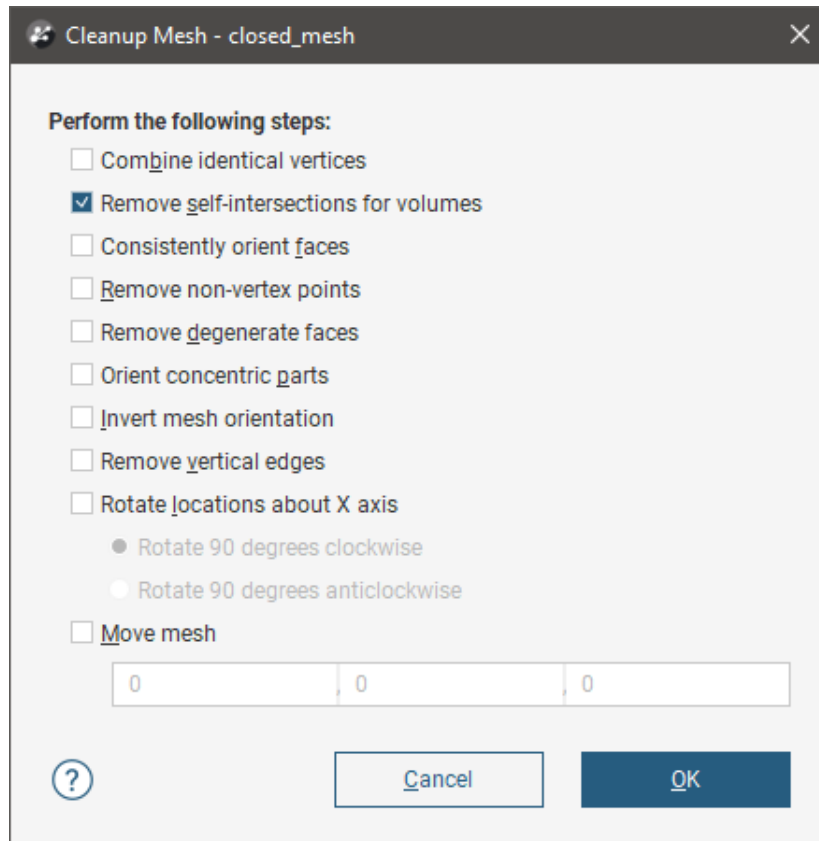 Cleanup Mesh - closed_mesh
Perform the following steps:
Combine identical vertices
Remove self-intersections for volumes
Consistently orient faces
Remove non-vertex points
Remove degenerate faces
Orient concentric parts
Invert mesh orientation
Remove vertical edges
Rotate locations about X axis
Rotate 90 degrees clockwise
Rotate 90 degrees anticlockwise
Move mesh
0 , 0 , 0
? Cancel OK